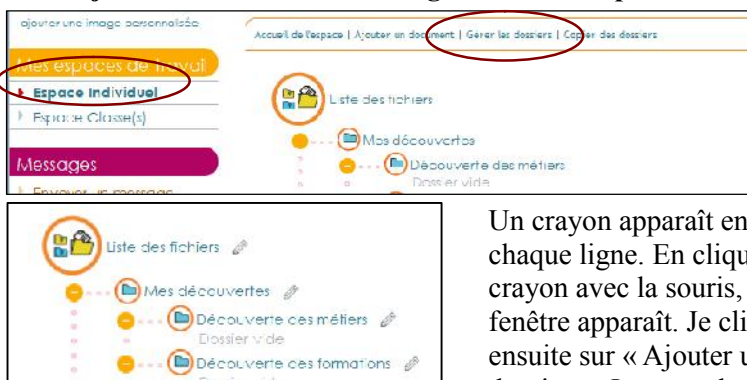 ajouter une image personnalisée
Accueil de l'espace | Ajouter un document | Gérer les dossiers | Copier des dossiers
Mes espaces de travail
Espace Individuel
Espace Classe(s)
Liste des fichiers
Mes découvertes
Découverte des métiers
Dossier vide
Messages
Envoyer un message
Liste des fichiers
Mes découvertes
Découverte des métiers
Dossier vide
Découverte des formations
Un crayon apparaît en
chaque ligne. En cliqu
crayon avec la souris,
fenêtre apparaît. Je cli
ensuite sur « Ajouter u